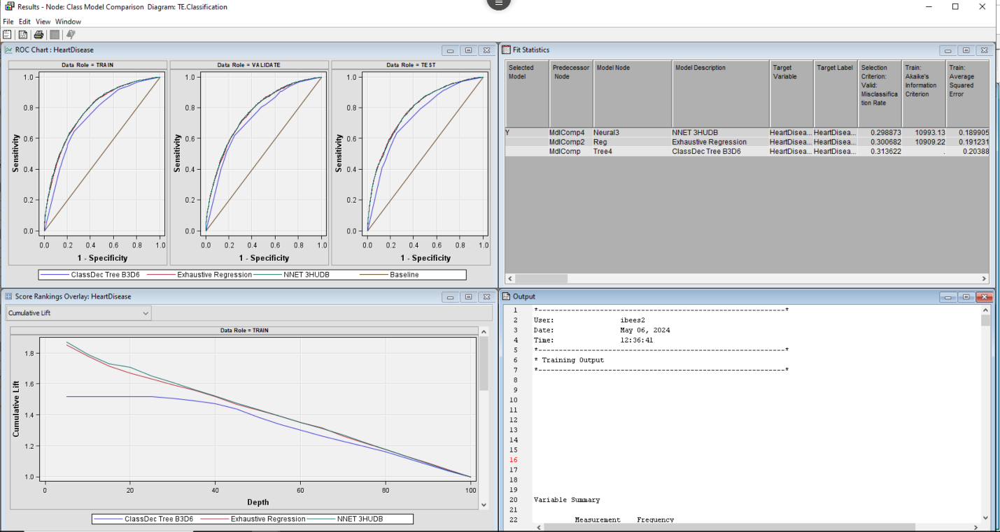 Results - Node: Class Model Comparison Diagram: TE.Classification
File Edit View Window
ROC Chart : HeartDisease
Data Role = TRAIN
Data Role = VALIDATE
Data Role = TEST
Sensitivity
1.0
0.8
0.6
0.4
0.2
0.0
0.0 0.2 0.4 0.6 0.8 1.0
1 - Specificity
Sensitivity
1.0
0.8
0.6
0.4
0.2
0.0
0.0 0.2 0.4 0.6 0.8 1.0
1 - Specificity
Sensitivity
1.0
0.8
0.6
0.4
0.2
0.0
0.0 0.2 0.4 0.6 0.8 1.0
1 - Specificity
ClassDec Tree B3D6 Exhaustive Regression NNET 3HUDB Baseline
Fit Statistics
Selected
Model
Predecessor
Node
Model Node
Model Description
Target
Variable
Target Label
Selection
Criterion:
Valid:
Misclassifica
tion Rate
Train:
Akaike's
Information
Criterion
Train:
Average
Squared
Error
Y MdlComp4 Neural3 NNET 3HUDB HeartDisea... HeartDisea... 0.298873 10993.13 0.189905
MdlComp2 Reg Exhaustive Regression HeartDisea... HeartDisea... 0.300682 10909.22 0.191231
MdlComp Tree4 ClassDec Tree B3D6 HeartDisea... HeartDisea... 0.313622 . 0.20388
Score Rankings Overlay: HeartDisease
Cumulative Lift
Data Role = TRAIN
Cumulative Lift
1.8
1.6
1.4
1.2
1.0
0 20 40 60 80 100
Depth
ClassDec Tree B3D6 Exhaustive Regression NNET 3HUDB
Output
1 *------------------------------------------------------------*
2 User: ibees2
3 Date: May 06, 2024
4 Time: 12:36:41
5 *------------------------------------------------------------*
6 * Training Output
7 *------------------------------------------------------------*
8
9
10
11
12
13
14
15
16
17
18
19
20 Variable Summary
21
22 Measurement Frequency